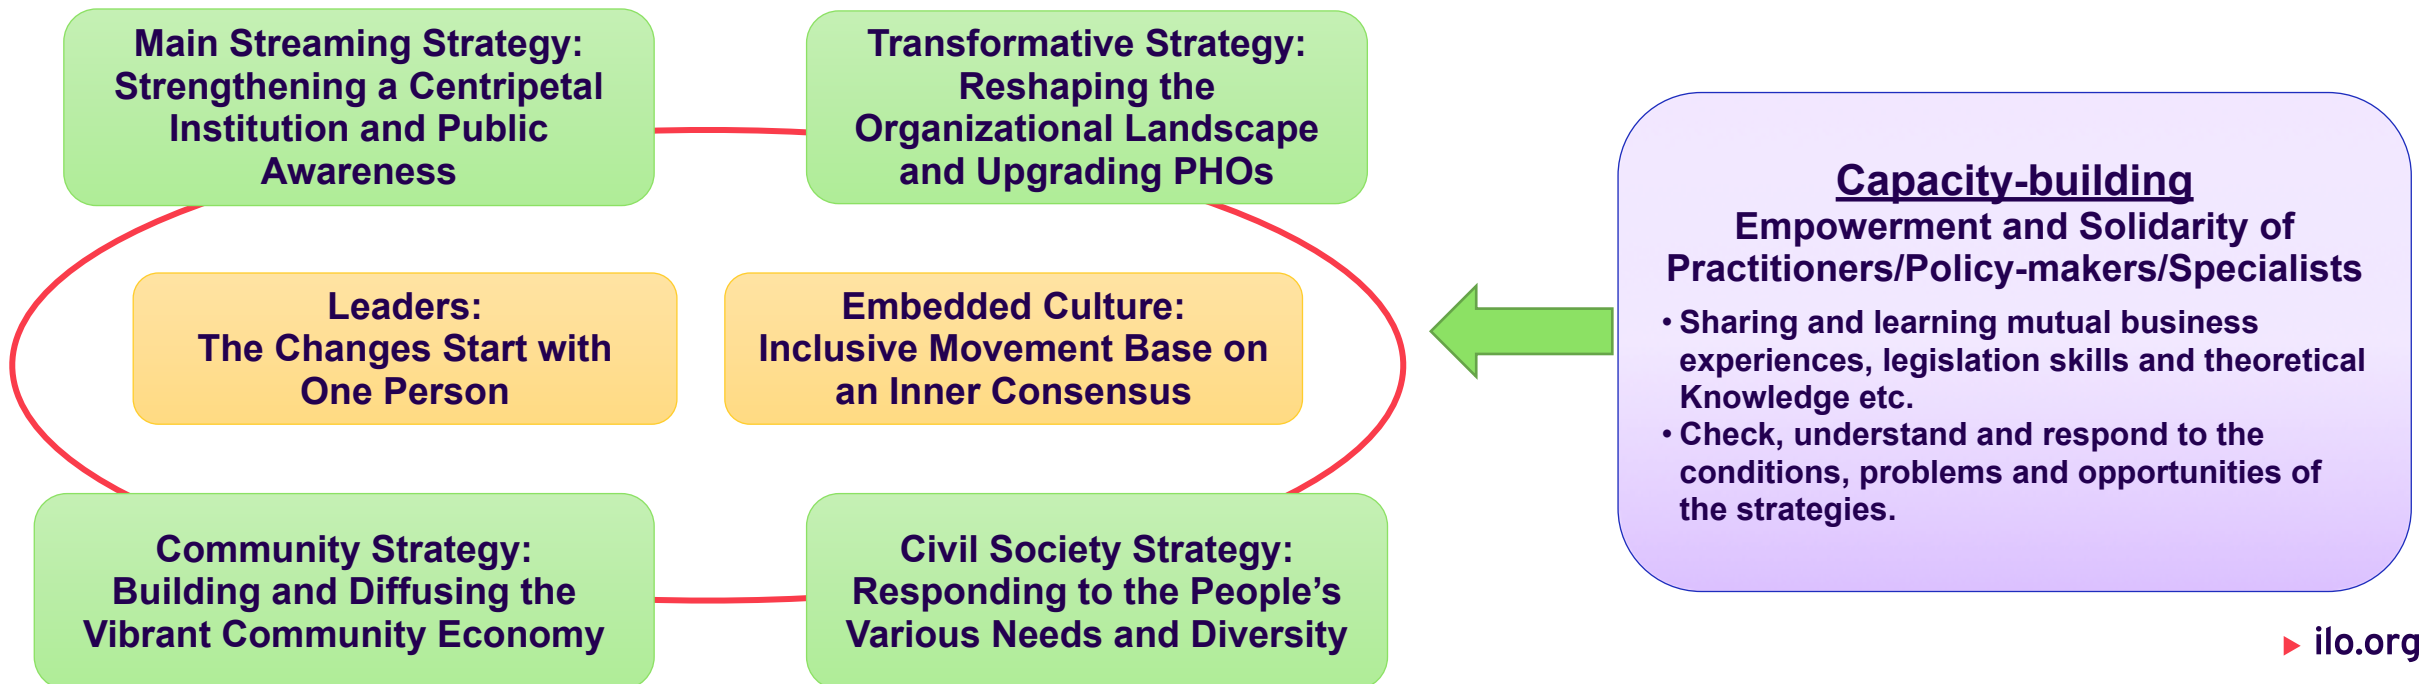 Main Streaming Strategy:
Strengthening a Centripetal
Institution and Public
Awareness
Transformative Strategy:
Reshaping the
Organizational Landscape
and Upgrading PHOs
Leaders:
The Changes Start with
One Person
Embedded Culture:
Inclusive Movement Base on
an Inner Consensus
Community Strategy:
Building and Diffusing the
Vibrant Community Economy
Civil Society Strategy:
Responding to the People’s
Various Needs and Diversity
Capacity-building
Empowerment and Solidarity of
Practitioners/Policy-makers/Specialists
• Sharing and learning mutual business
experiences, legislation skills and theoretical
Knowledge etc.
• Check, understand and respond to the
conditions, problems and opportunities of
the strategies.
ilo.org